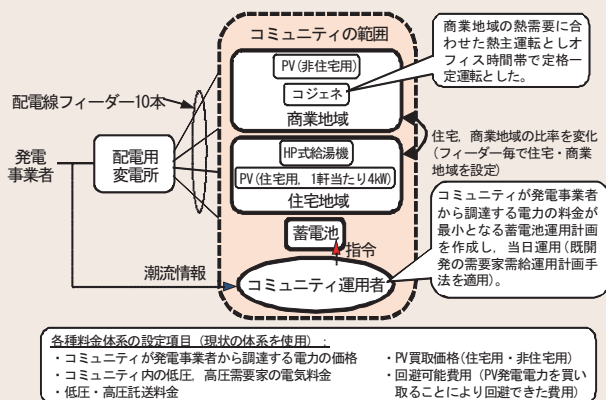 コミュニティの範囲
PV(非住宅用)
コジェネ
商業地域
商業地域の熱需要に合
わせた熱主運転としオ
フィス時間帯で定格一
定運転とした。
配電線フィーダー10本
発電
事業者
配電用
変電所
HP式給湯機
PV(住宅用，1軒当たり4kW)
住宅地域
住宅，商業地域の比率を変化
(フィーダー毎で住宅・商業
地域を設定)
蓄電池
指令
コミュニティ運用者
潮流情報
コミュニティが発電事業者
から調達する電力の料金が
最小となる蓄電池運用計画
を作成し，当日運用(既開
発の需要家需給運用計画手
法を適用)。
各種料金体系の設定項目（現状の体系を使用）：
・コミュニティが発電事業者から調達する電力の価格
・コミュニティ内の低圧，高圧需要家の電気料金
・低圧・高圧託送料金
・PV買取価格(住宅用・非住宅用)
・回避可能費用（PV発電電力を買い
取ることにより回避できた費用）